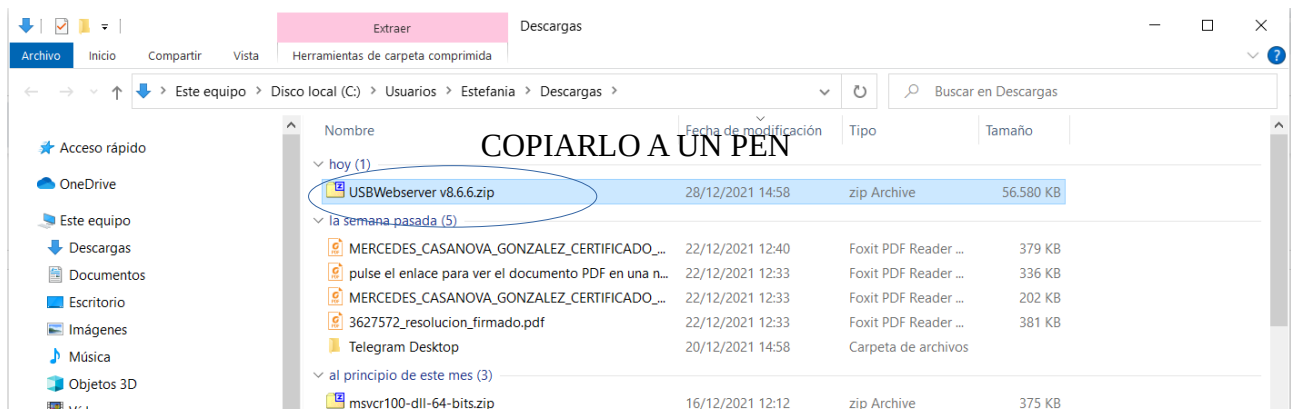 Extraer
Descargas
Archivo Inicio Compartir Vista Herramientas de carpeta comprimida
Este equipo > Disco local (C:) > Usuarios > Estefania > Descargas > Buscar en Descargas
Nombre Fecha de modificación Tipo Tamaño
COPIARLO A UN PEN
Acceso rápido
OneDrive
Este equipo
Descargas
Documentos
Escritorio
Imágenes
Música
Objetos 3D
hoy (1)
USBWebserver v8.6.6.zip 28/12/2021 14:58 zip Archive 56.580 KB
la semana pasada (5)
MERCEDES_CASANOVA_GONZALEZ_CERTIFICADO_... 22/12/2021 12:40 Foxit PDF Reader ... 379 KB
pulse el enlace para ver el documento PDF en una n... 22/12/2021 12:33 Foxit PDF Reader ... 336 KB
MERCEDES_CASANOVA_GONZALEZ_CERTIFICADO_... 22/12/2021 12:33 Foxit PDF Reader ... 202 KB
3627572_resolucion_firmado.pdf 22/12/2021 12:33 Foxit PDF Reader ... 381 KB
Telegram Desktop 20/12/2021 14:58 Carpeta de archivos
al principio de este mes (3)
msvcr100-dll-64-bits.zip 16/12/2021 12:12 zip Archive 375 KB